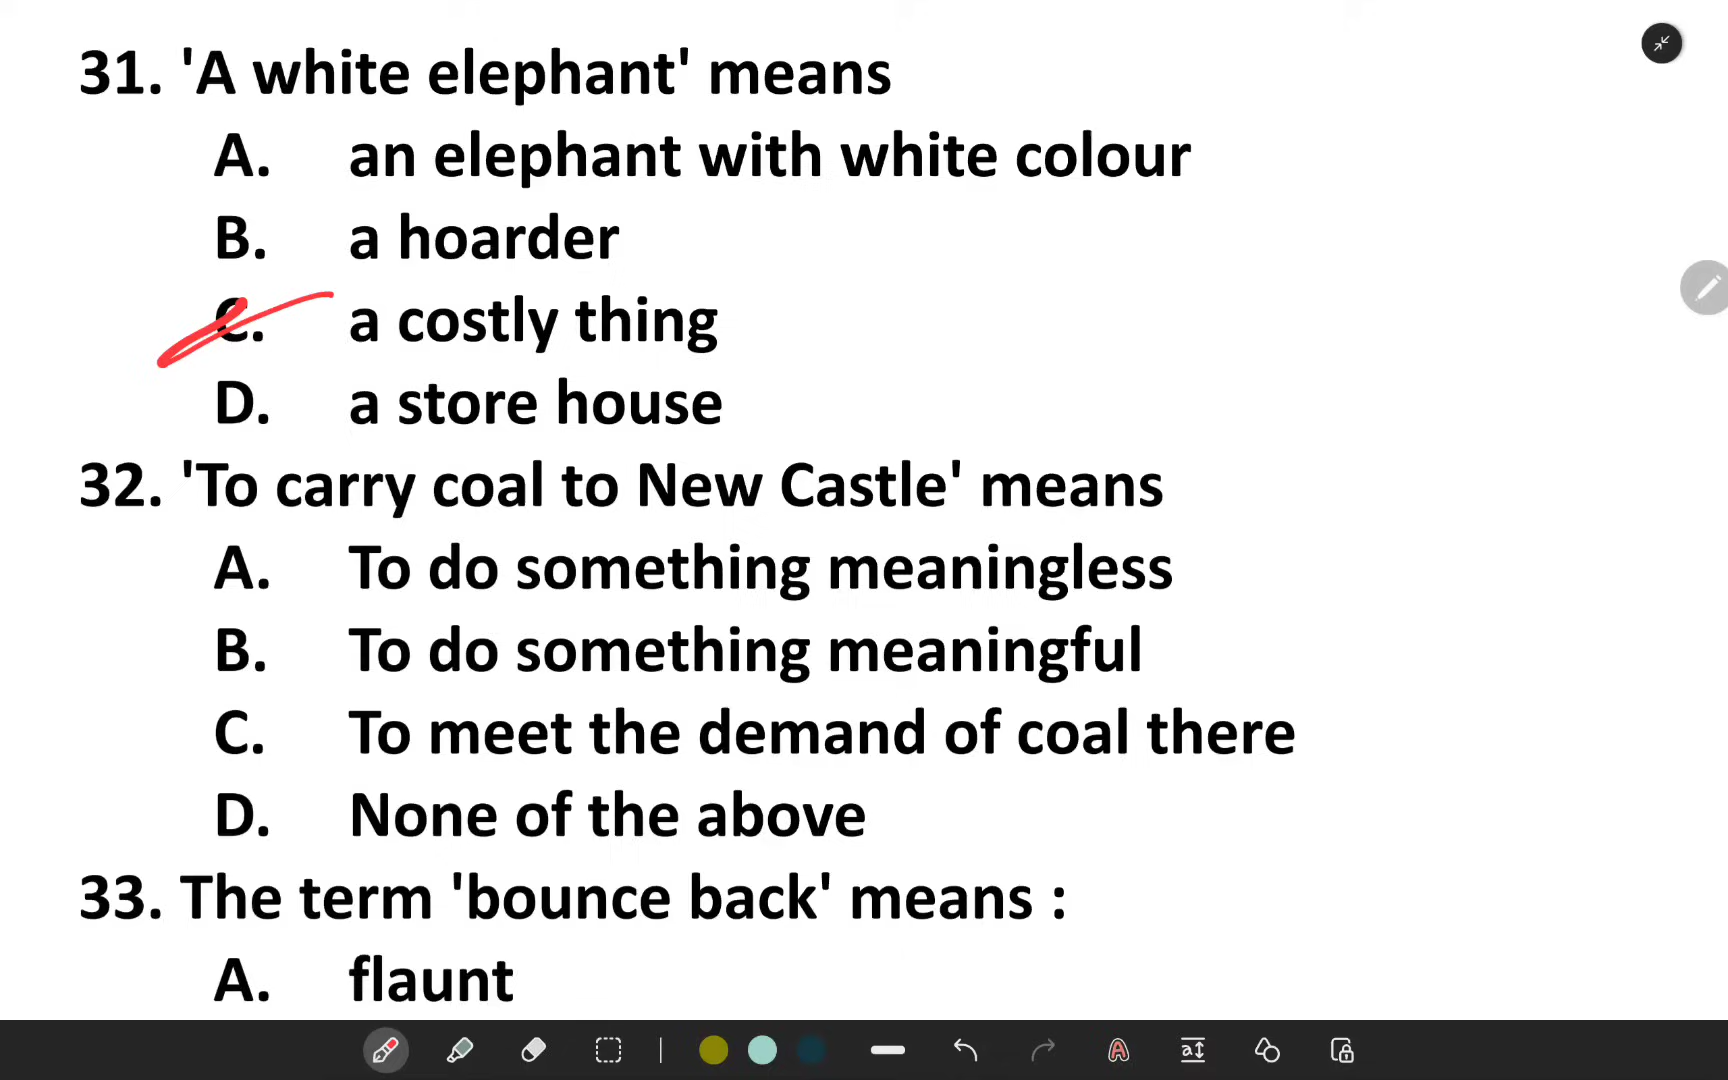 31. 'A white elephant' means
A. an elephant with white colour
B. a hoarder
C. a costly thing
D. a store house
32. 'To carry coal to New Castle' means
A. To do something meaningless
B. To do something meaningful
C. To meet the demand of coal there
D. None of the above
33. The term 'bounce back' means :
A. flaunt